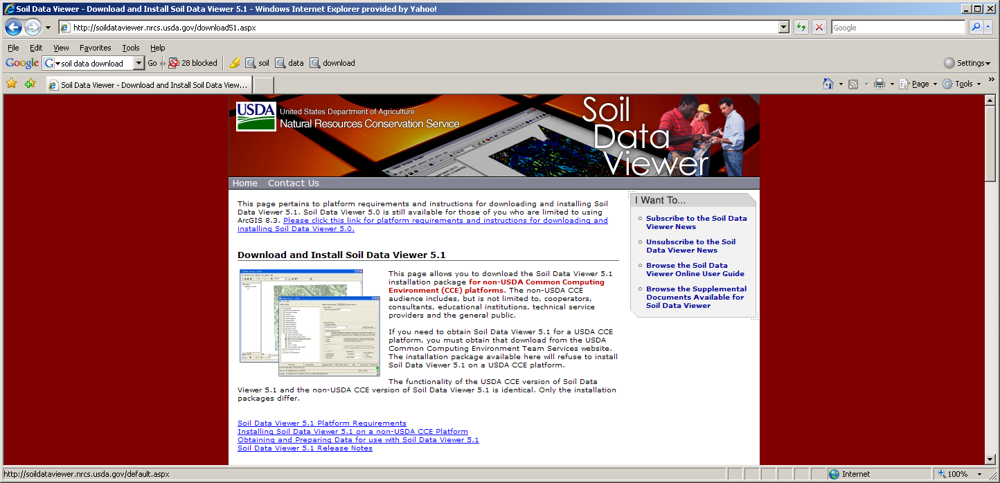 Soil Data Viewer - Download and Install Soil Data Viewer 5.1 - Windows Internet Explorer provided by Yahoo!
http://soildataviewer.nrcs.usda.gov/download51.aspx
Google
File Edit View Favorites Tools Help
Google G soil data download Go 28 blocked soil data download Settings
Soil Data Viewer - Download and Install Soil Data View... Page Tools »
USDA United States Department of Agriculture
Natural Resources Conservation Service
Soil
Data
Viewer
Home Contact Us
This page pertains to platform requirements and instructions for downloading and installing Soil
Data Viewer 5.1. Soil Data Viewer 5.0 is still available for those of you who are limited to using
ArcGIS 8.3. Please click this link for platform requirements and instructions for downloading and
installing Soil Data Viewer 5.0.
Download and Install Soil Data Viewer 5.1
This page allows you to download the Soil Data Viewer 5.1
installation package for non-USDA Common Computing
Environment (CCE) platforms. The non-USDA CCE
audience includes, but is not limited to, cooperators,
consultants, educational institutions, technical service
providers and the general public.
If you need to obtain Soil Data Viewer 5.1 for a USDA CCE
platform, you must obtain that download from the USDA
Common Computing Environment Team Services website.
The installation package available here will refuse to install
Soil Data Viewer 5.1 on a USDA CCE platform.
The functionality of the USDA CCE version of Soil Data
Viewer 5.1 and the non-USDA CCE version of Soil Data Viewer 5.1 is identical. Only the installation
packages differ.
Soil Data Viewer 5.1 Platform Requirements
Installing Soil Data Viewer 5.1 on a non-USDA CCE Platform
Obtaining and Preparing Data for use with Soil Data Viewer 5.1
Soil Data Viewer 5.1 Release Notes
I Want To...
Subscribe to the Soil Data
Viewer News
Unsubscribe to the Soil
Data Viewer News
Browse the Soil Data
Viewer Online User Guide
Browse the Supplemental
Documents Available for
Soil Data Viewer
http://soildataviewer.nrcs.usda.gov/default.aspx Internet 100%